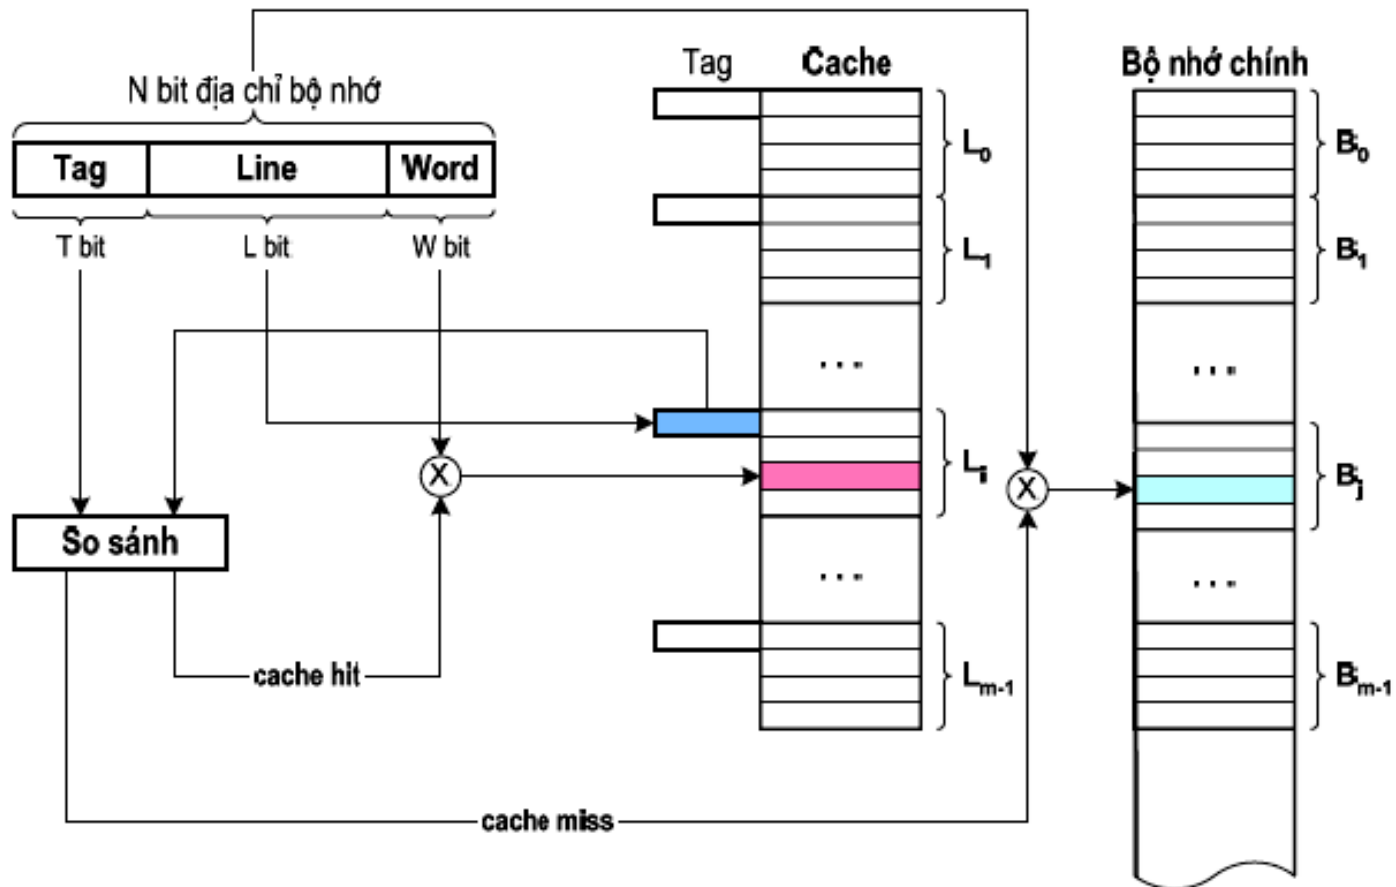 N bit địa chỉ bộ nhớ
Tag Line Word
T bit L bit W bit
So sánh
X
cache hit
cache miss
Tag Cache
L0
L1
...
Li
...
Lm-1
X
Bộ nhớ chính
B0
B1
...
Bj
...
Bm-1